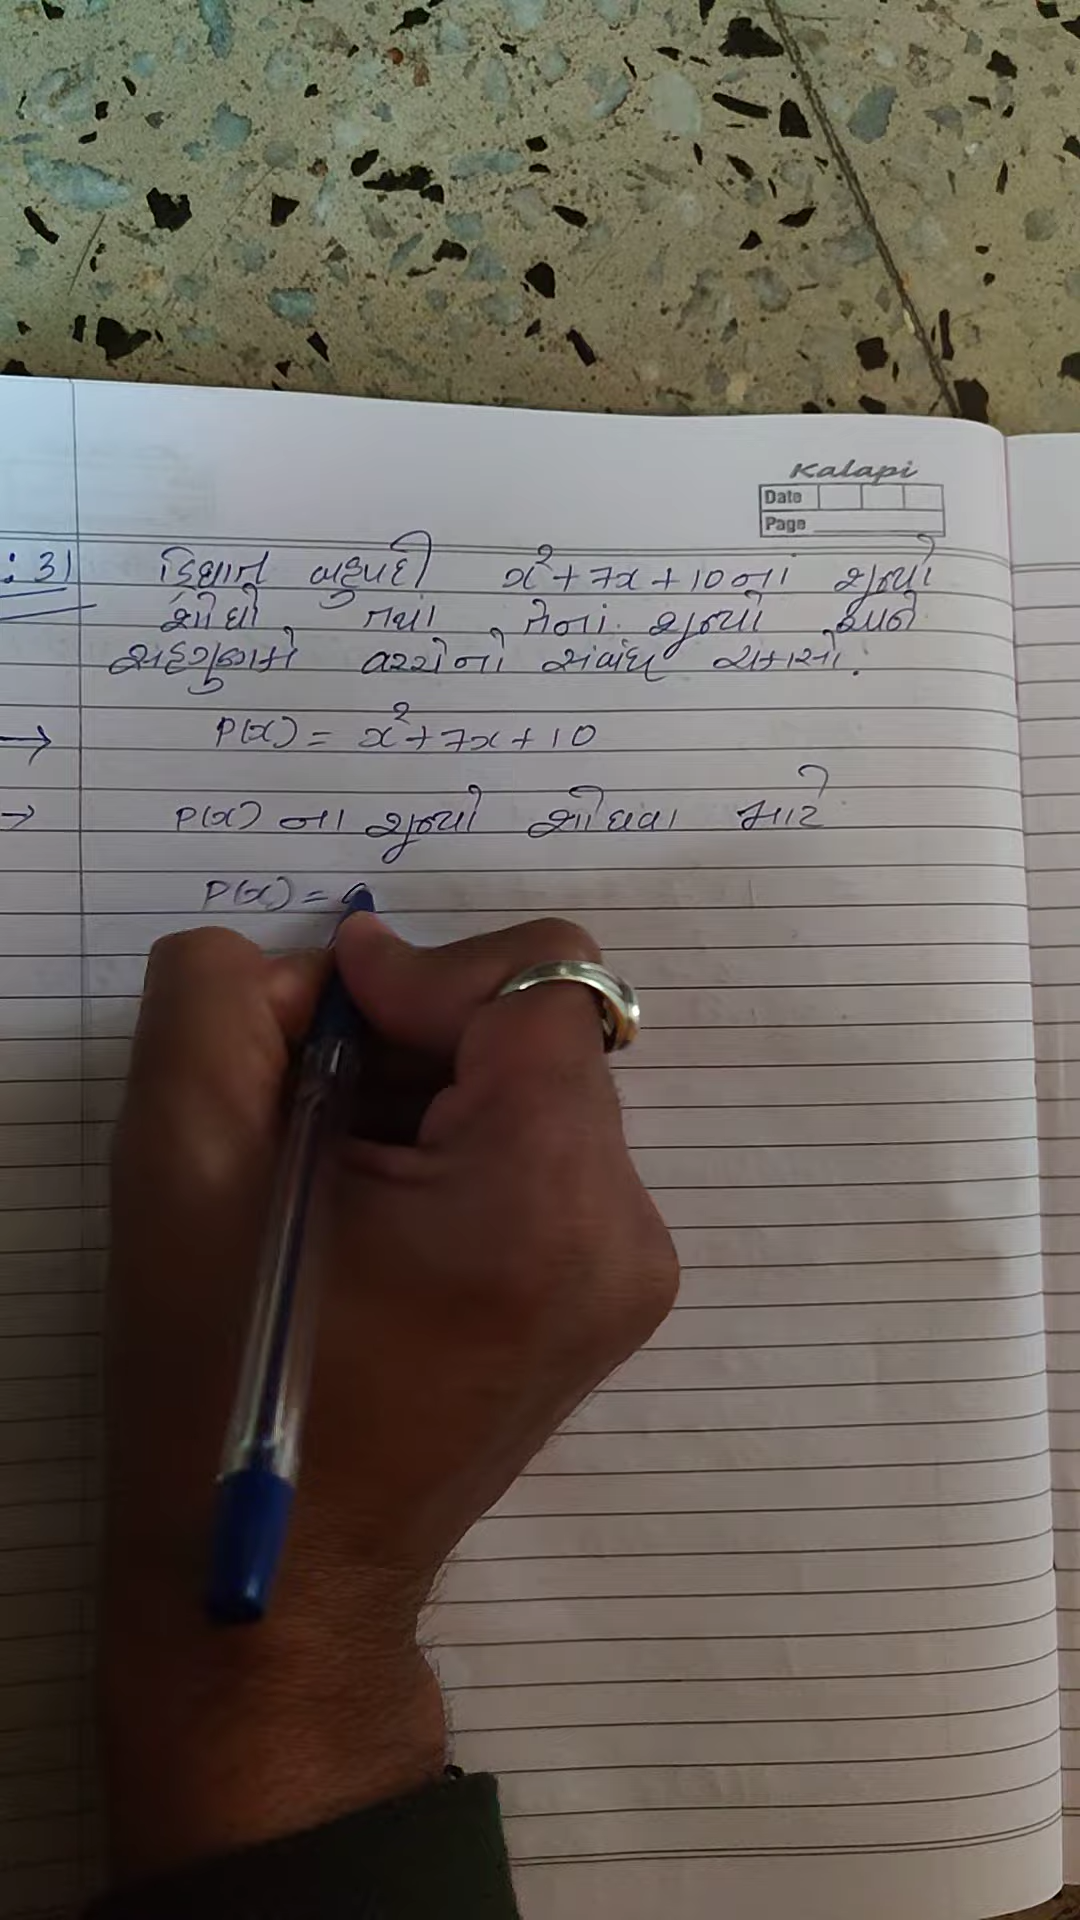 Kalapi
Date
Page
: 31 દ્વિઘાત બહુપદી x²+7x+10નાં શૂન્યો
શોધો તથા તેનાં શૂન્યો અને
સહગુણકો વચ્ચેનો સંબંધ ચકાસો.
→ P(x) = x²+7x+10
→ P(x) ના શૂન્યો શોધવા માટે
P(x) = 0